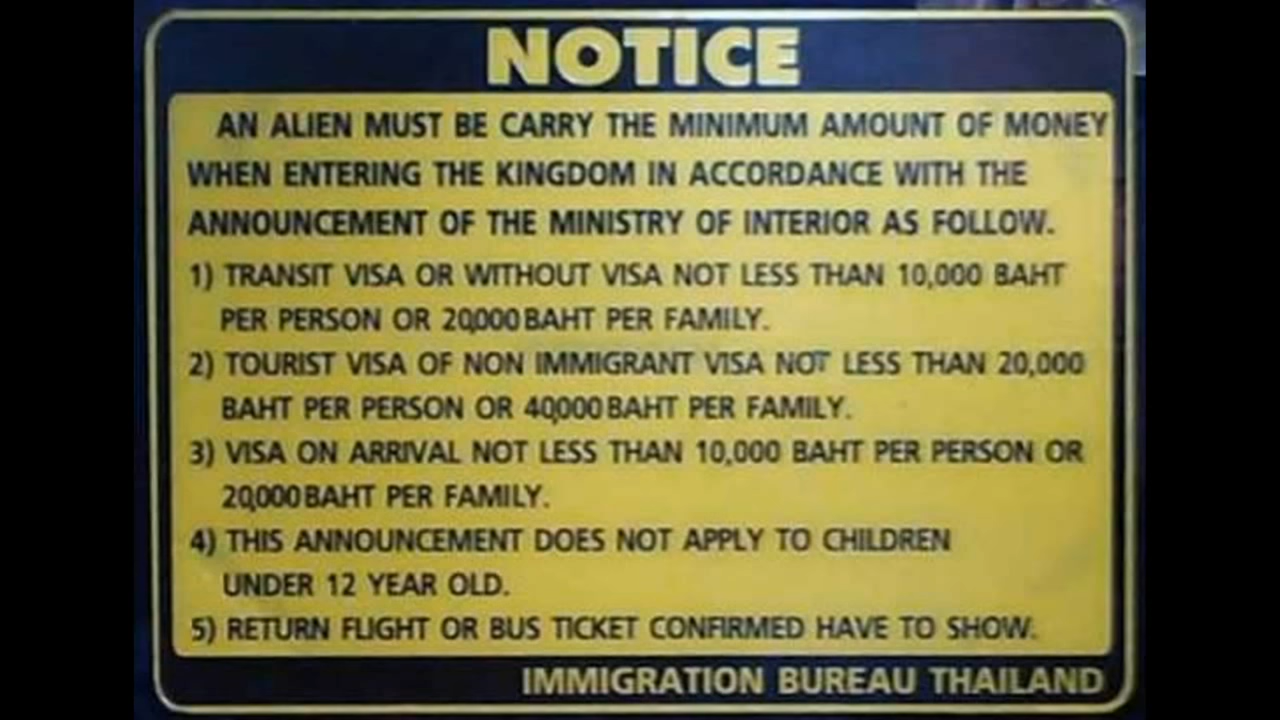 NOTICE
AN ALIEN MUST BE CARRY THE MINIMUM AMOUNT OF MONEY
WHEN ENTERING THE KINGDOM IN ACCORDANCE WITH THE
ANNOUNCEMENT OF THE MINISTRY OF INTERIOR AS FOLLOW.
1) TRANSIT VISA OR WITHOUT VISA NOT LESS THAN 10,000 BAHT
PER PERSON OR 20,000 BAHT PER FAMILY.
2) TOURIST VISA OF NON IMMIGRANT VISA NOT LESS THAN 20,000
BAHT PER PERSON OR 40,000 BAHT PER FAMILY.
3) VISA ON ARRIVAL NOT LESS THAN 10,000 BAHT PER PERSON OR
20,000 BAHT PER FAMILY.
4) THIS ANNOUNCEMENT DOES NOT APPLY TO CHILDREN
UNDER 12 YEAR OLD.
5) RETURN FLIGHT OR BUS TICKET CONFIRMED HAVE TO SHOW.
IMMIGRATION BUREAU THAILAND